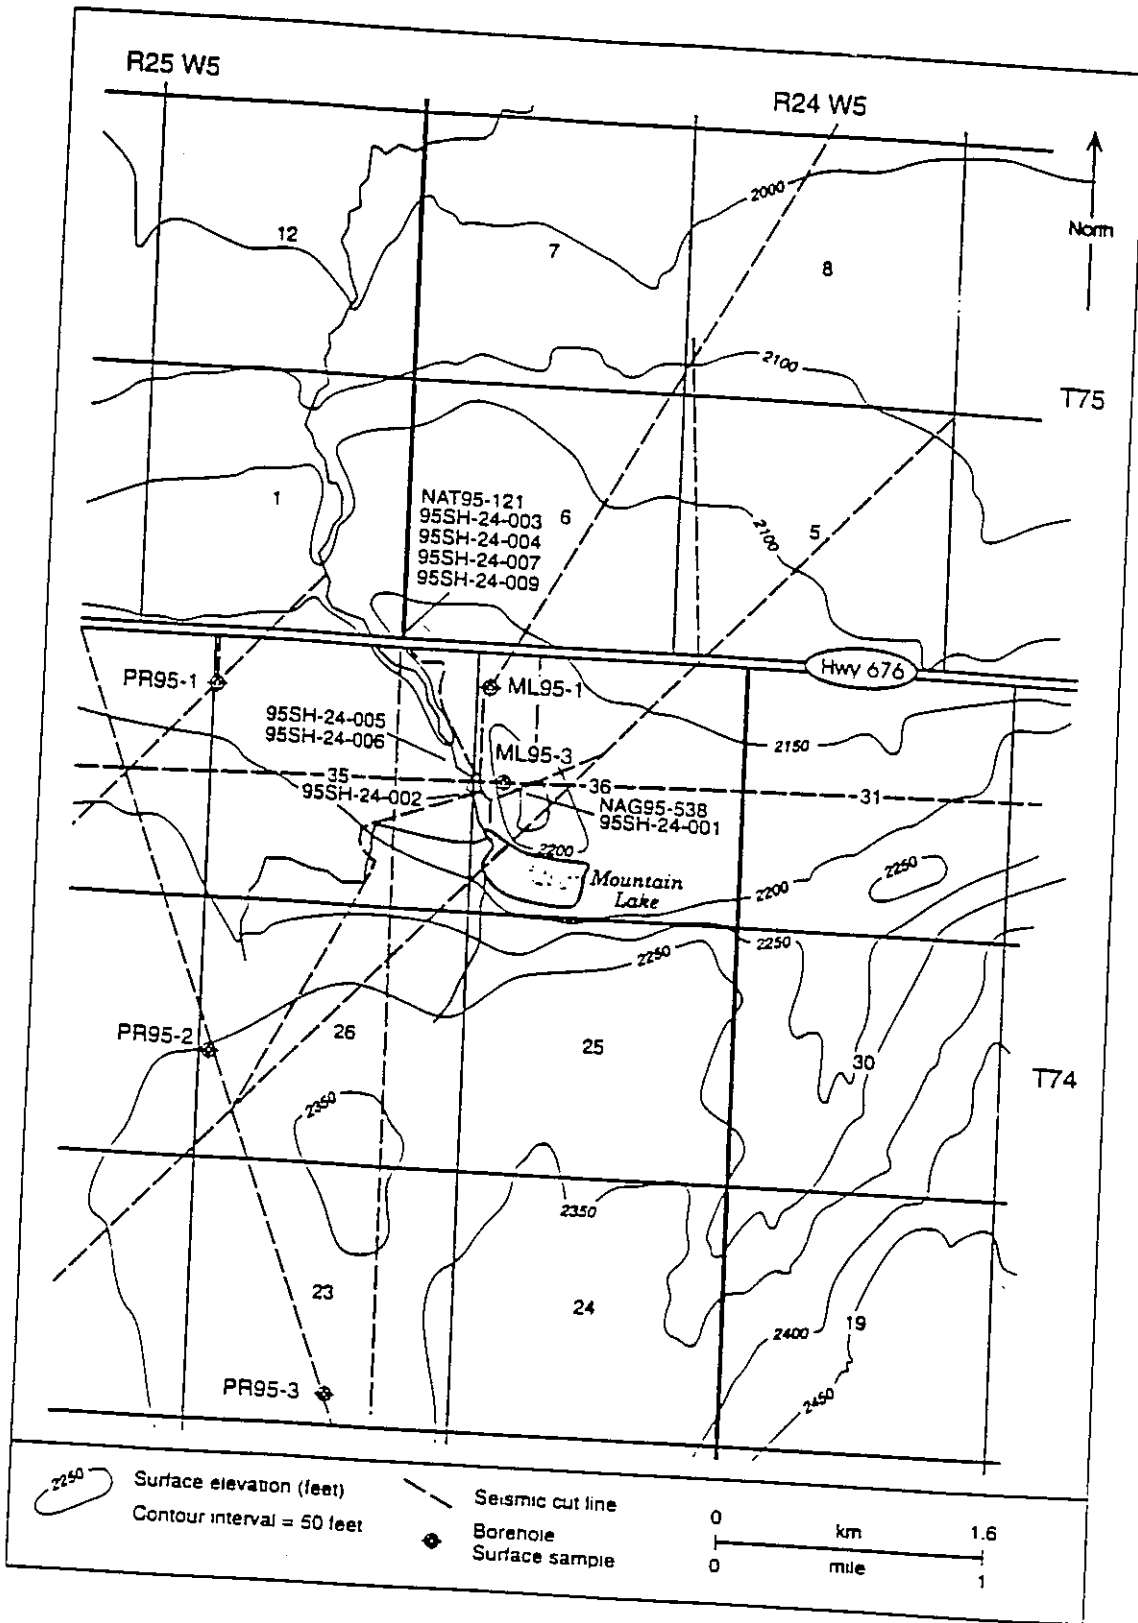 R25 W5
R24 W5
North
2000
12
7
8
2100
T75
1
NAT95-121
95SH-24-003
95SH-24-004
95SH-24-007
95SH-24-009
6
5
2100
Hwy 676
PR95-1
ML95-1
95SH-24-005
95SH-24-006
ML95-3
2150
35
95SH-24-002
36
31
NAG95-538
95SH-24-001
2200
Mountain
Lake
2200
2250
2250
2250
PR95-2
26
25
30
T74
2350
2350
23
24
19
2400
2450
PR95-3
2250
Surface elevation (feet)
Contour interval = 50 feet
Seismic cut line
Borehole
Surface sample
0 km 1.6
0 mile 1